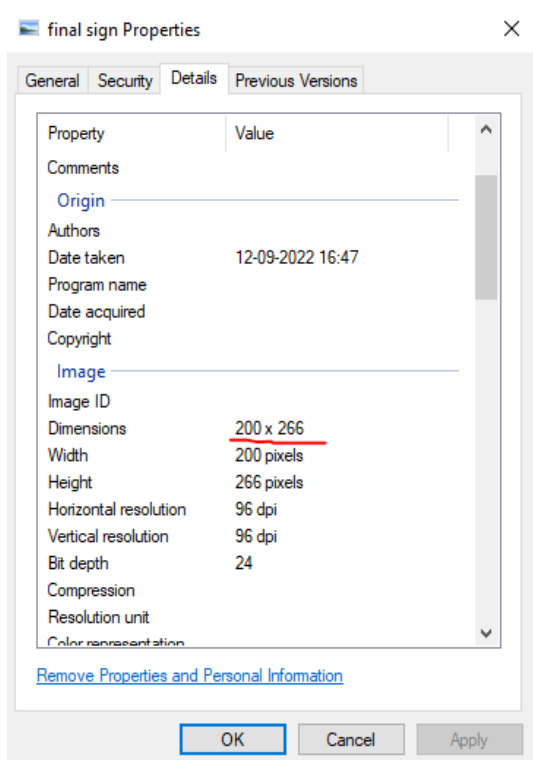 final sign Properties
General Security Details Previous Versions
Property Value
Comments
Origin
Authors
Date taken 12-09-2022 16:47
Program name
Date acquired
Copyright
Image
Image ID
Dimensions 200 x 266
Width 200 pixels
Height 266 pixels
Horizontal resolution 96 dpi
Vertical resolution 96 dpi
Bit depth 24
Compression
Resolution unit
Color representation
Remove Properties and Personal Information
OK Cancel Apply